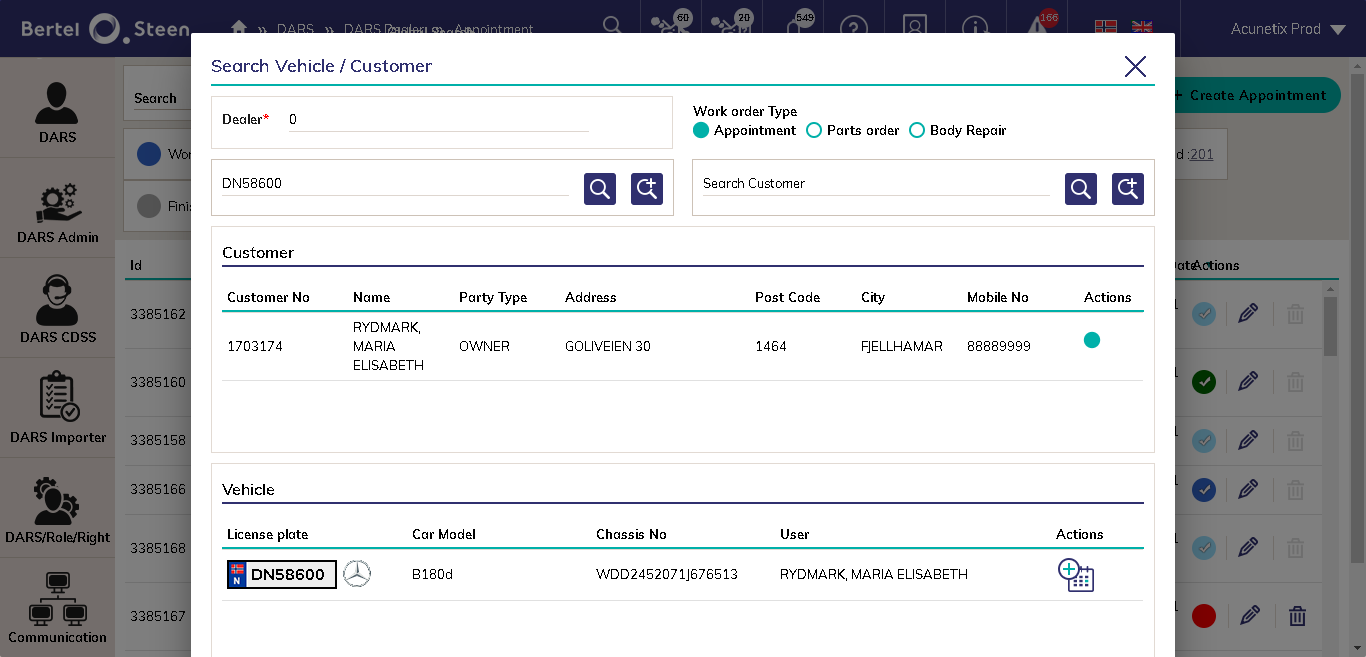 Bertel O. Steen
» DARS »
Appointment
60
20
549
166
Acunetix Prod
Search Vehicle / Customer
DARS
Search
Dealer* 0
Work order Type
Appointment
Parts order
Body Repair
+ Create Appointment
Wor
d :201
DN58600
Search Customer
DARS Admin
Finis
Customer
Id
Date
Actions
Customer No
Name
Party Type
Address
Post Code
City
Mobile No
Actions
3385162
1703174
RYDMARK,
MARIA
ELISABETH
OWNER
GOLIVEIEN 30
1464
FJELLHAMAR
88889999
DARS CDSS
3385160
DARS Importer
3385158
Vehicle
3385166
License plate
Car Model
Chassis No
User
Actions
DARS/Role/Right
3385168
N
DN58600
B180d
WDD2452071J676513
RYDMARK, MARIA ELISABETH
3385167
Communication